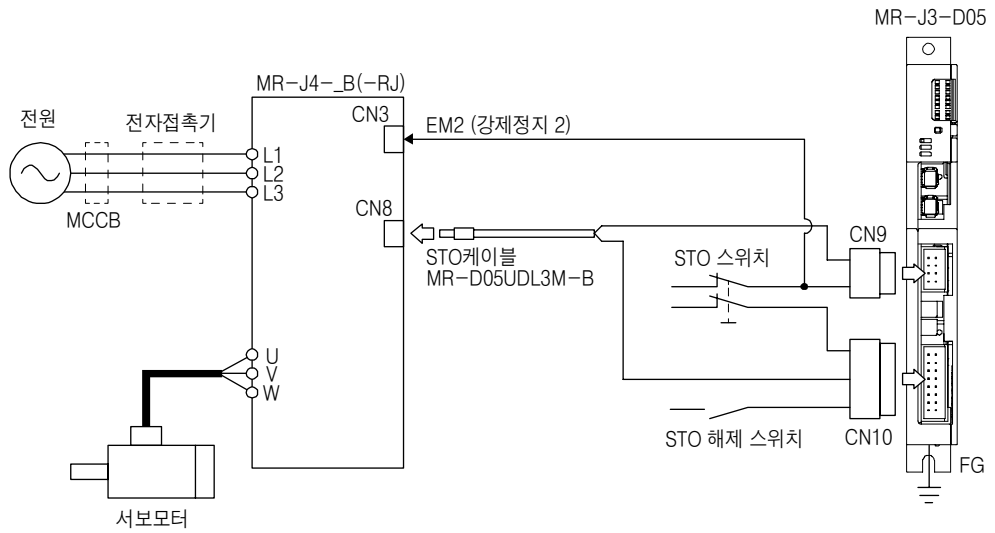 MR-J3-D05
MR-J4-_B(-RJ)
전원
전자접촉기
CN3
EM2 (강제정지 2)
L1
L2
L3
MCCB
CN8
STO케이블
MR-D05UDL3M-B
STO 스위치
CN9
U
V
W
STO 해제 스위치
CN10
FG
서보모터